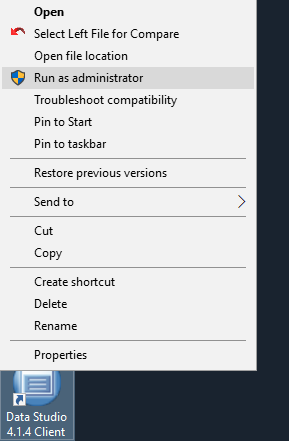 Open
Select Left File for Compare
Open file location
Run as administrator
Troubleshoot compatibility
Pin to Start
Pin to taskbar
Restore previous versions
Send to
Cut
Copy
Create shortcut
Delete
Rename
Properties
Data Studio
4.1.4 Client